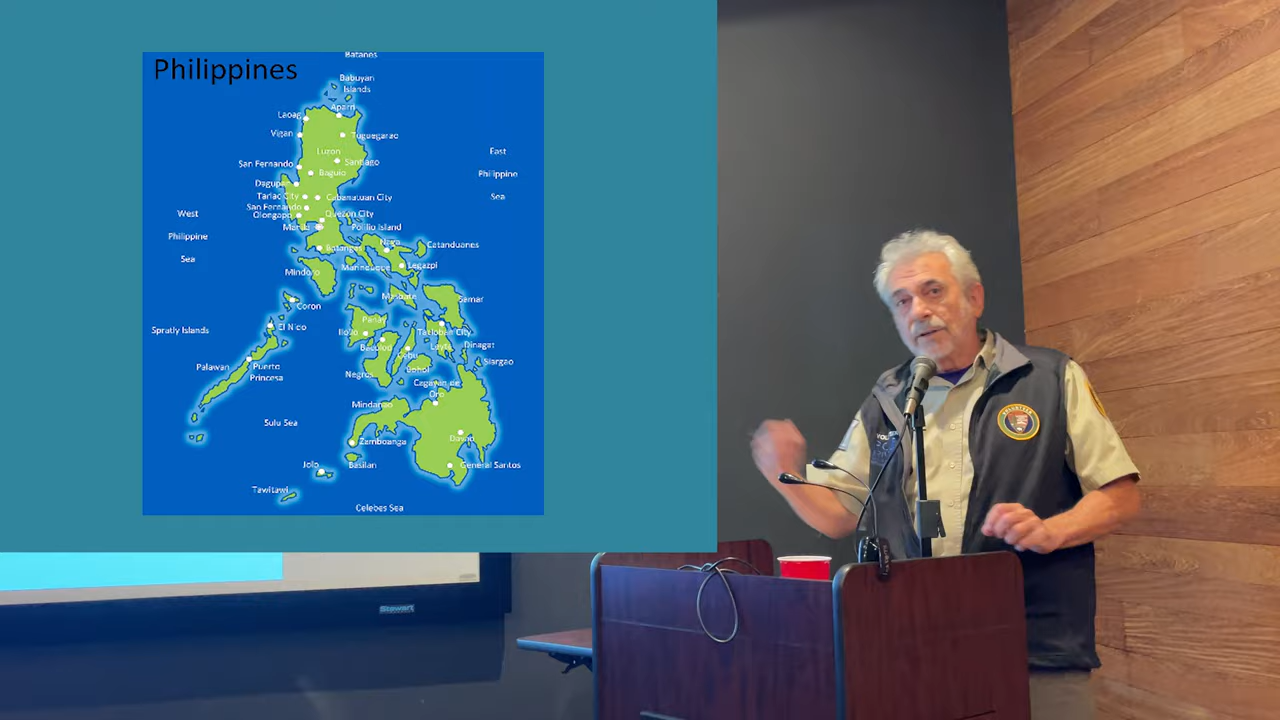 Philippines
Batanes
Babuyan
Islands
Aparri
Laoag
Vigan
Tuguegarao
Luzon
East
Philippine
Sea
San Fernando
Santiago
Baguio
Dagupan
Tarlac City
Cabanatuan City
San Fernando
Olongapo
Quezon City
West
Philippine
Sea
Manila
Polillo Island
Batangas
Naga
Catanduanes
Mindoro
Marinduque
Legazpi
Masbate
Samar
Coron
Spratly Islands
El Nido
Panay
Iloilo
Tacloban City
Bacolod
Cebu
Leyte
Dinagat
Siargao
Palawan
Puerto
Princesa
Negros
Bohol
Cagayan de
Oro
Mindanao
Sulu Sea
Zamboanga
Davao
Jolo
Basilan
General Santos
Tawitawi
Celebes Sea
VOLUNTEER
Stewart